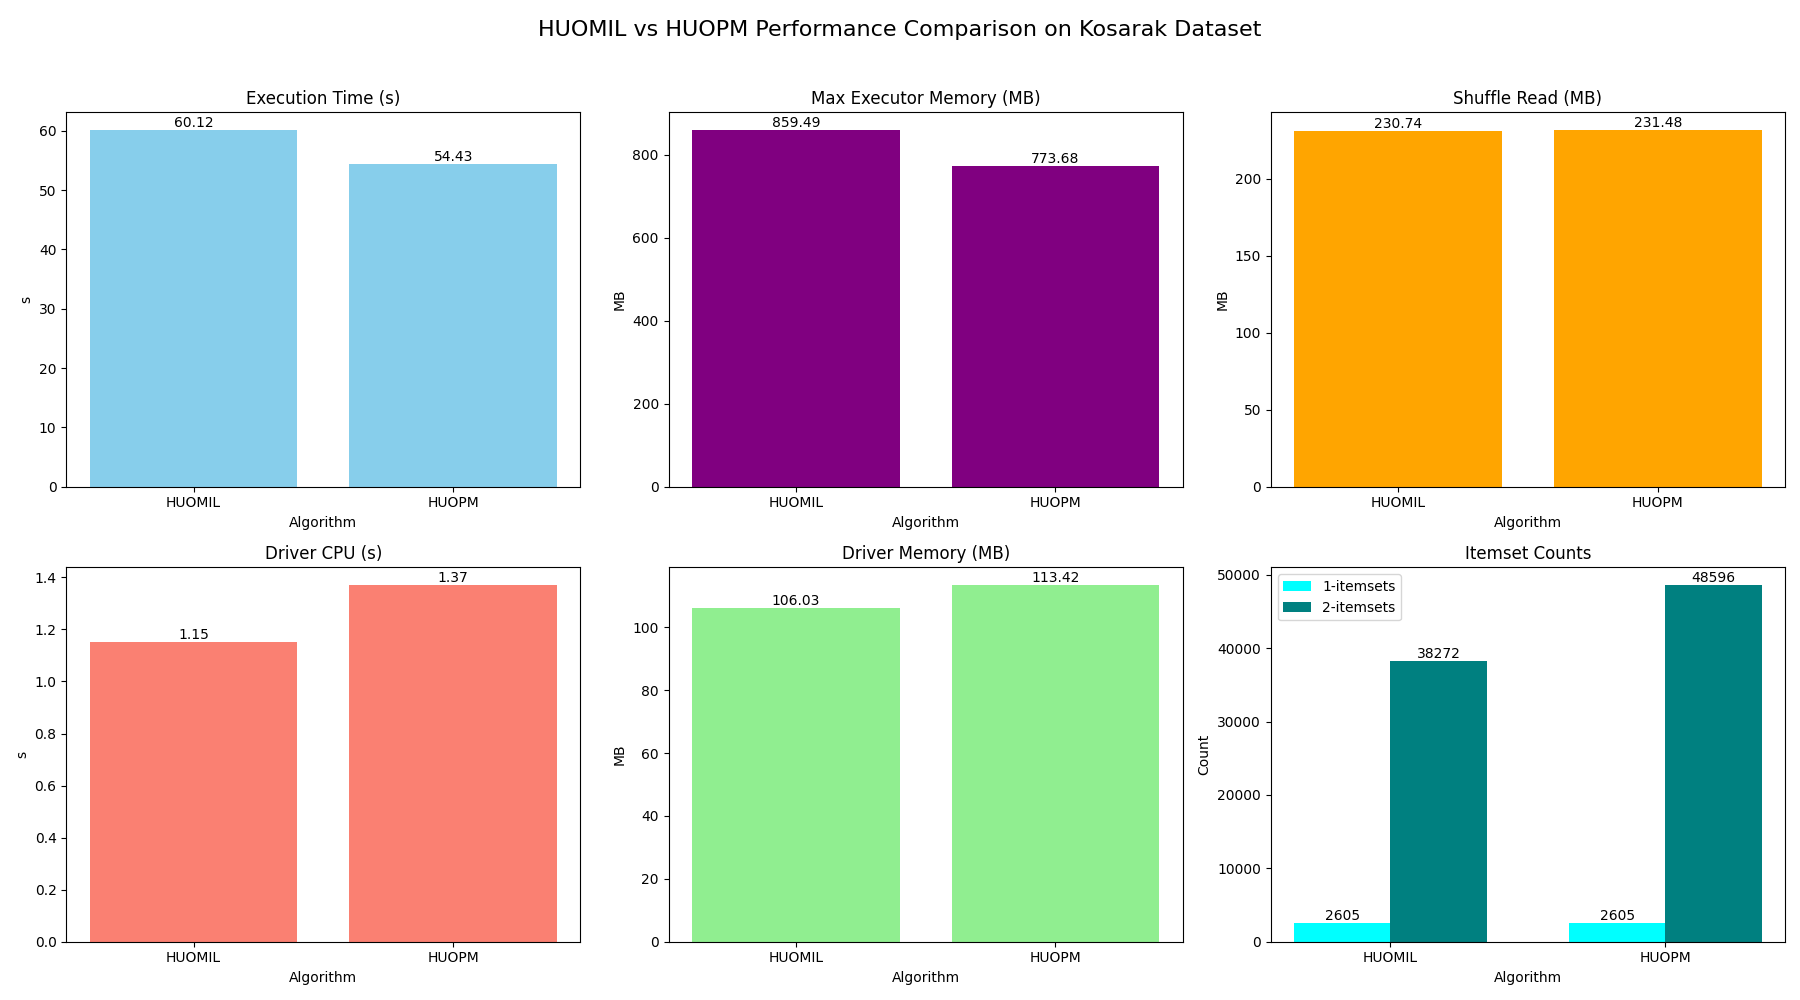 HUOMIL vs HUOPM Performance Comparison on Kosarak Dataset
Execution Time (s)
60.12
54.43
60
50
40
30
20
10
0
s
HUOMIL HUOPM
Algorithm
Max Executor Memory (MB)
859.49
773.68
800
600
400
200
0
MB
HUOMIL HUOPM
Algorithm
Shuffle Read (MB)
230.74
231.48
200
150
100
50
0
MB
HUOMIL HUOPM
Algorithm
Driver CPU (s)
1.15
1.37
1.4
1.2
1.0
0.8
0.6
0.4
0.2
0.0
s
HUOMIL HUOPM
Algorithm
Driver Memory (MB)
106.03
113.42
100
80
60
40
20
0
MB
HUOMIL HUOPM
Algorithm
Itemset Counts
1-itemsets
2-itemsets
2605
38272
2605
48596
50000
40000
30000
20000
10000
0
Count
HUOMIL HUOPM
Algorithm